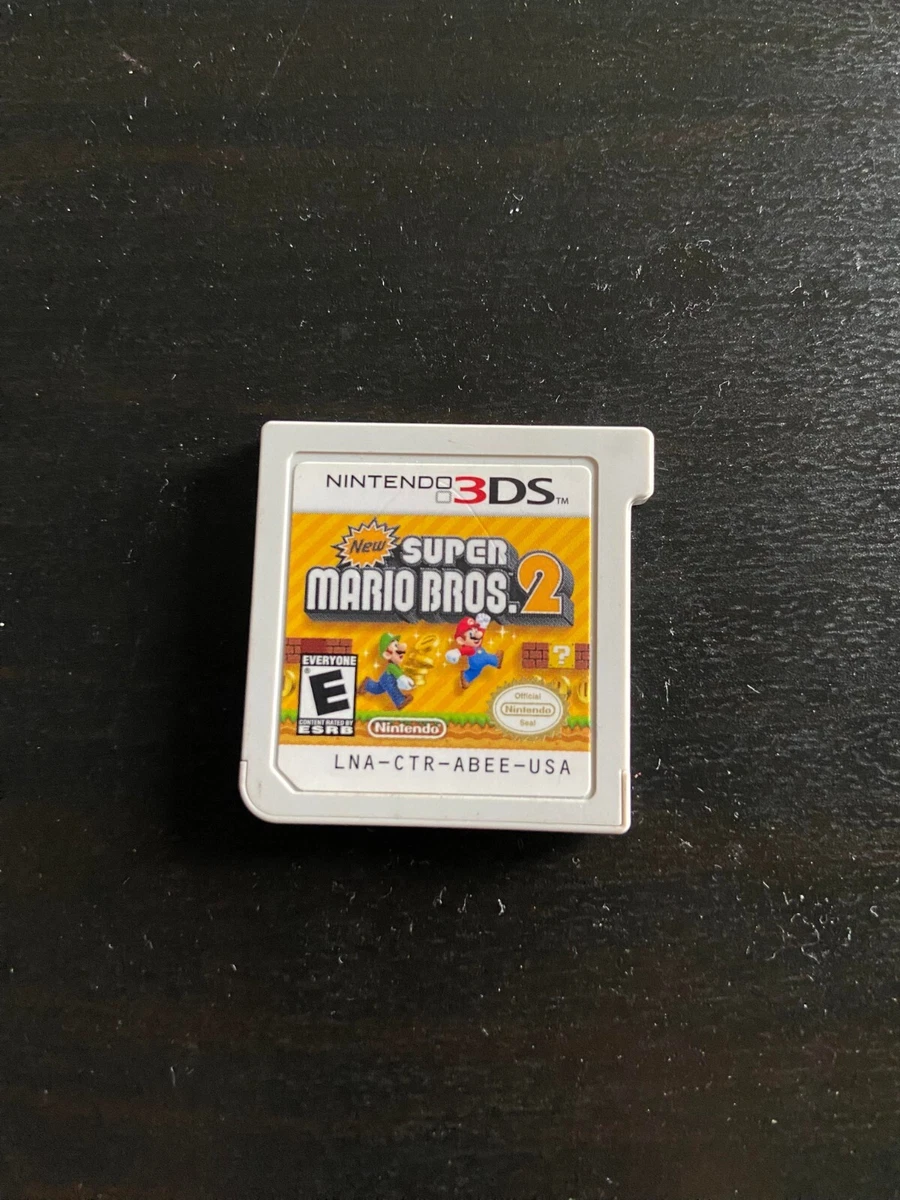 NINTENDO 3DS™
New SUPER
MARIO BROS. 2
?
EVERYONE
E
CONTENT RATED BY
ESRB
Nintendo
Official
Nintendo
Seal
LNA-CTR-ABEE-USA